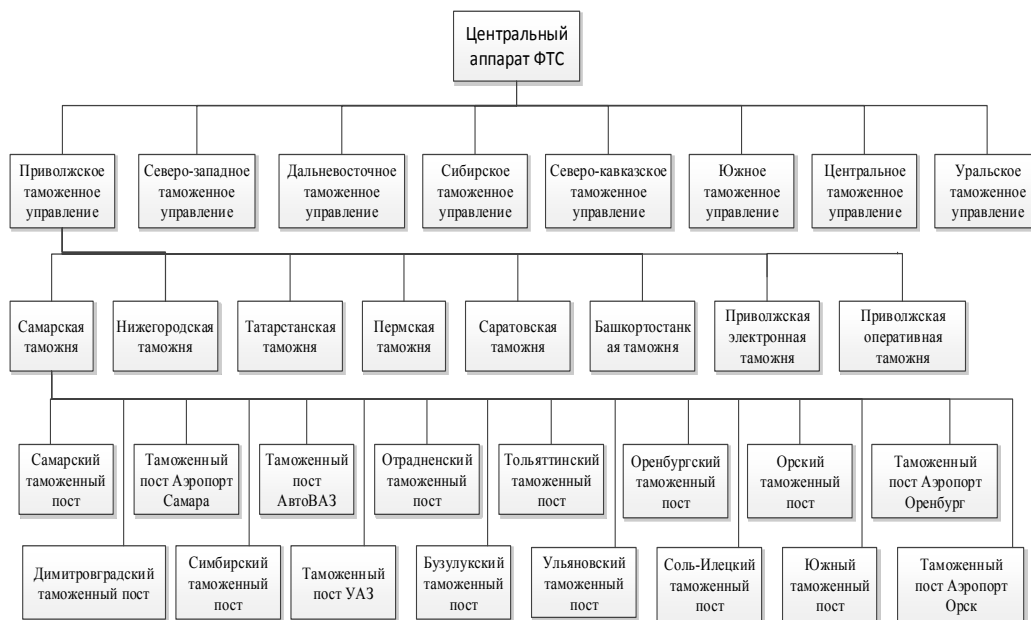 Центральный
аппарат ФТС
Приволжское
таможенное
управление
Северо-западное
таможенное
управление
Дальневосточное
таможенное
управление
Сибирское
таможенное
управление
Северо-кавказское
таможенное
управление
Южное
таможенное
управление
Центральное
таможенное
управление
Уральское
таможенное
управление
Самарская
таможня
Нижегородская
таможня
Татарстанская
таможня
Пермская
таможня
Саратовская
таможня
Башкортостанк
ая таможня
Приволжская
электронная
таможня
Приволжская
оперативная
таможня
Самарский
таможенный
пост
Таможенный
пост Аэропорт
Самара
Таможенный
пост
АвтоВАЗ
Отрадненский
таможенный
пост
Тольяттинский
таможенный
пост
Оренбургский
таможенный
пост
Орский
таможенный
пост
Таможенный
пост Аэропорт
Оренбург
Димитровградский
таможенный пост
Симбирский
таможенный
пост
Таможенный
пост УАЗ
Бузулукский
таможенный
пост
Ульяновский
таможенный
пост
Соль-Илецкий
таможенный
пост
Южный
таможенный
пост
Таможенный
пост Аэропорт
Орск